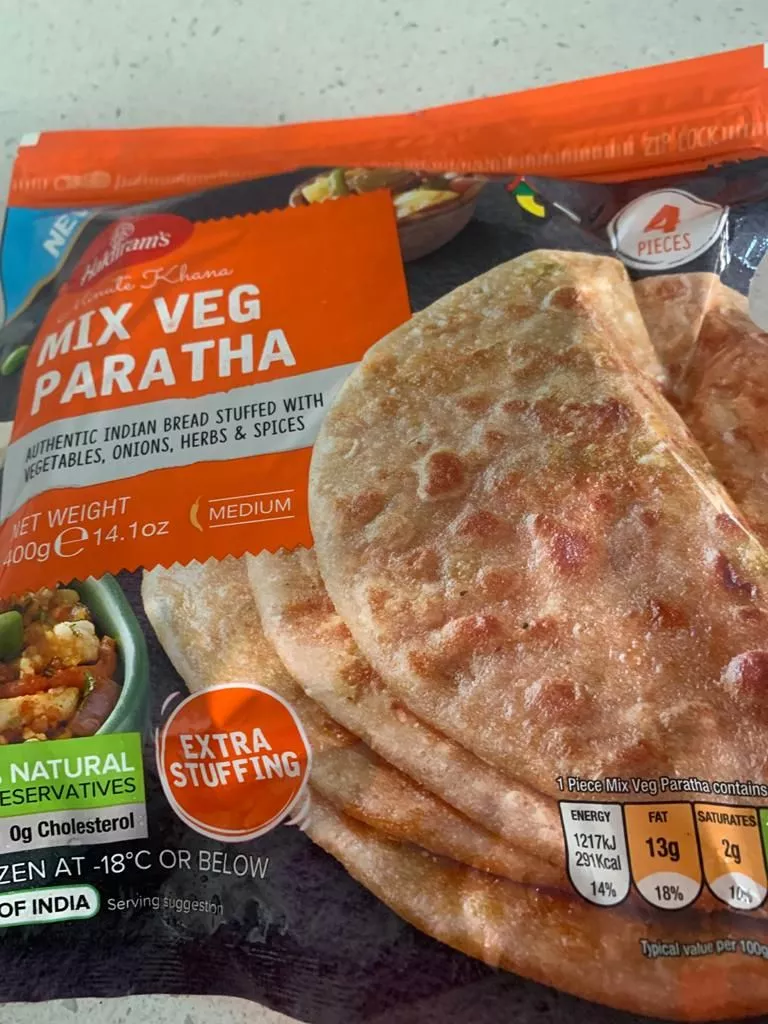 ZIP LOCK
NEW
Haldiram's
Minute Khana
MIX VEG
PARATHA
AUTHENTIC INDIAN BREAD STUFFED WITH
VEGETABLES, ONIONS, HERBS & SPICES
NET WEIGHT
400g e 14.1oz
MEDIUM
4
PIECES
EXTRA
STUFFING
NATURAL
ESERVATIVES
0g Cholesterol
ZEN AT -18°C OR BELOW
OF INDIA
Serving suggestion
1 Piece Mix Veg Paratha contains
ENERGY
1217kJ
291Kcal
14%
FAT
13g
18%
SATURATES
2g
10%
Typical value per 100g